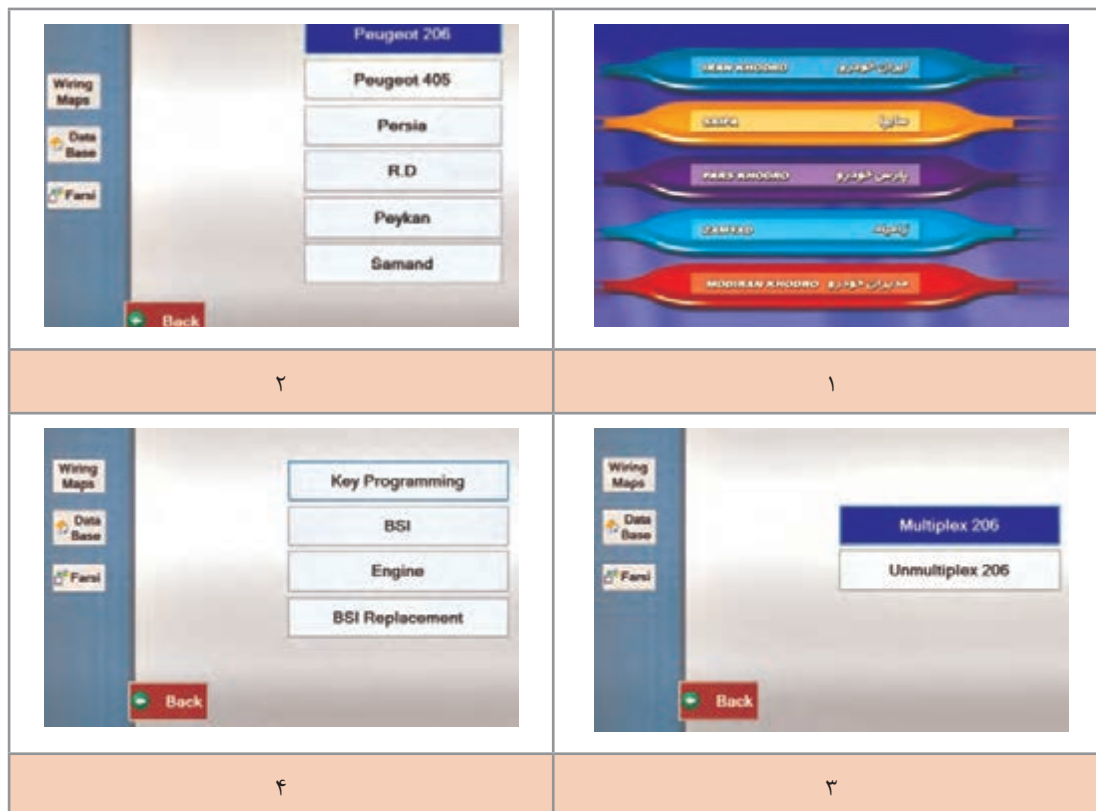 IRAN KHODRO ایران خودرو
SAIPA سایپا
PARS KHODRO پارس خودرو
ZAMYAD زامیاد
MODIRAN KHODRO مدیران خودرو
۱
Peugeot 206
Peugeot 405
Persia
R.D
Peykan
Samand
Wiring
Maps
Data
Base
Farsi
Back
۲
Multiplex 206
Unmultiplex 206
Wiring
Maps
Data
Base
Farsi
Back
۳
Key Programming
BSI
Engine
BSI Replacement
Wiring
Maps
Data
Base
Farsi
Back
۴